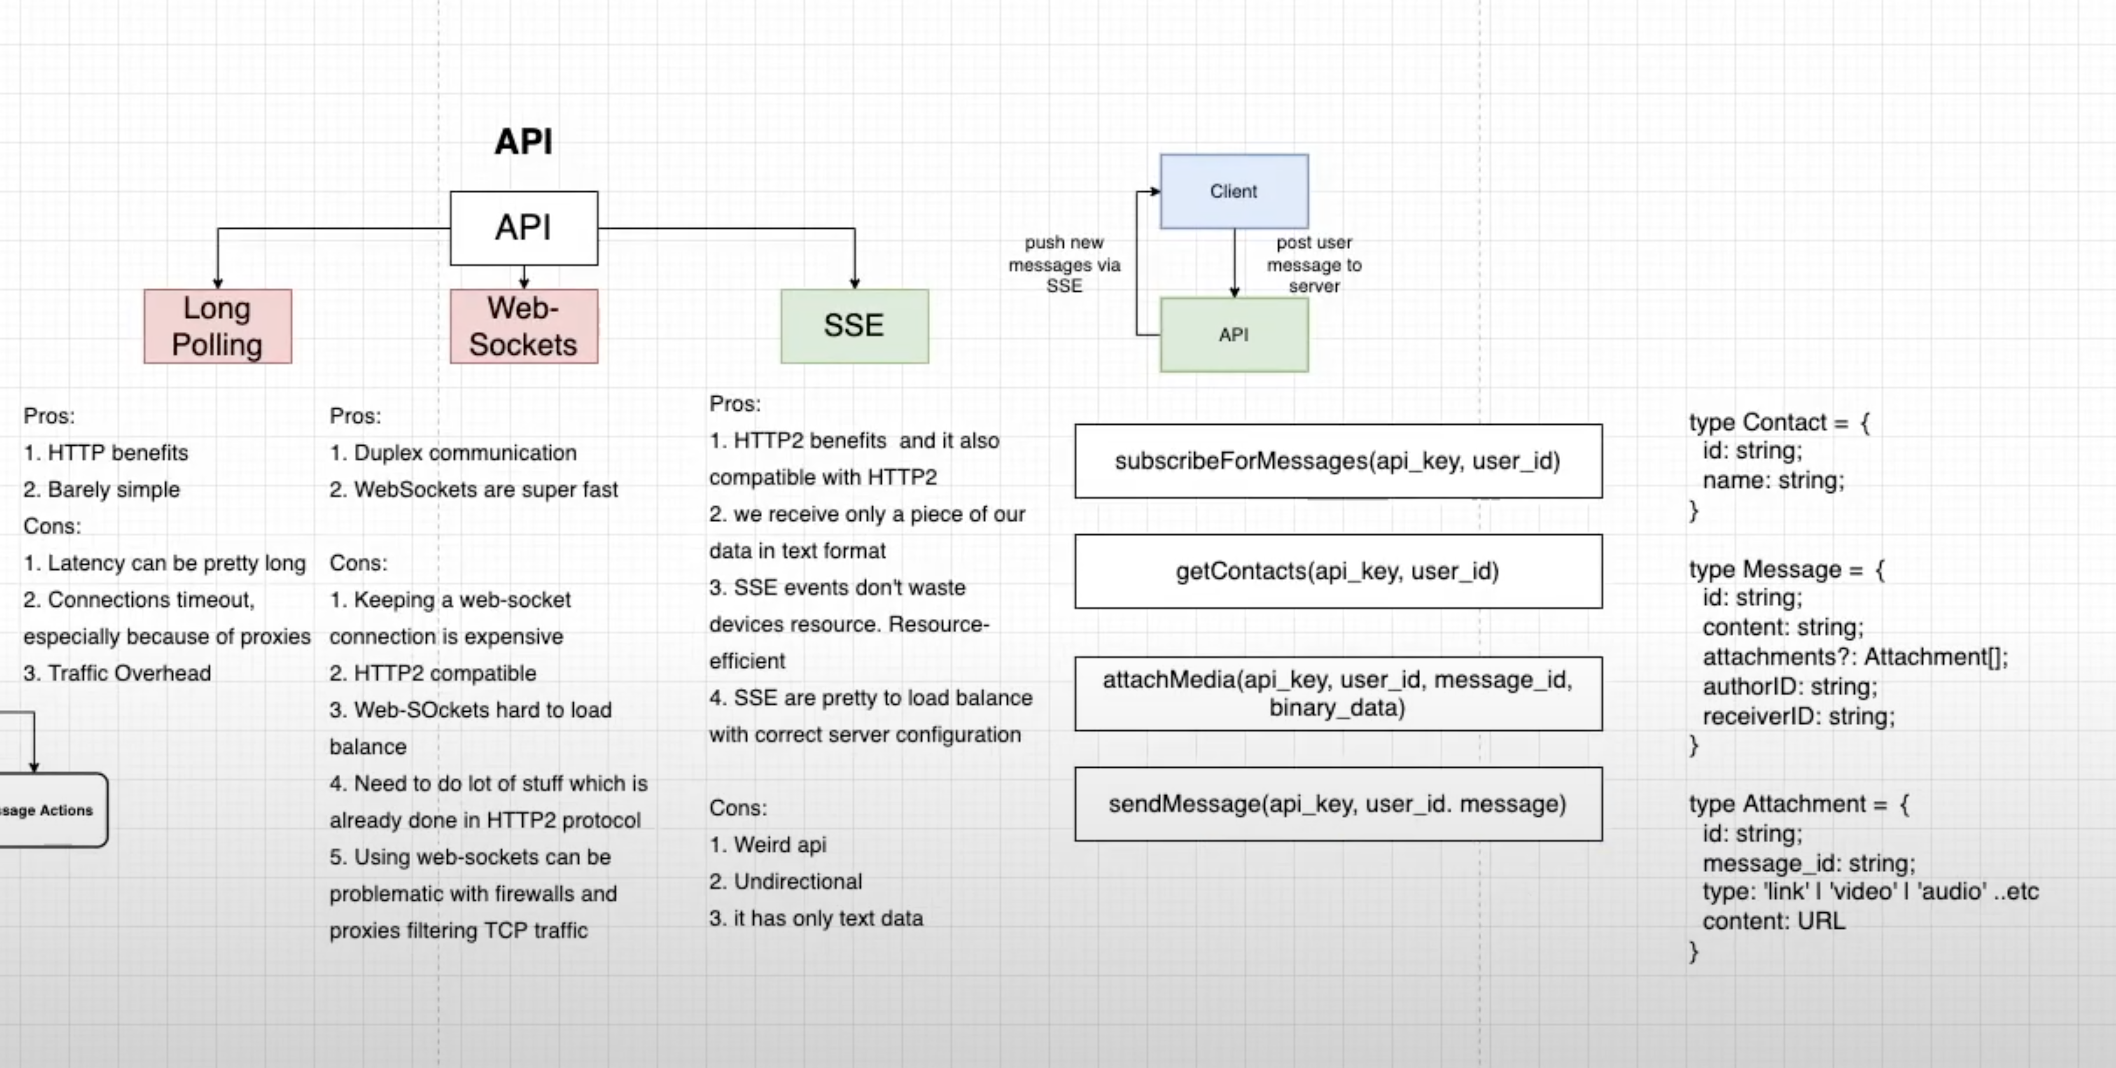 API
API
Long
Polling
Web-
Sockets
SSE
Pros:
1. HTTP benefits
2. Barely simple
Cons:
1. Latency can be pretty long
2. Connections timeout,
especially because of proxies
3. Traffic Overhead
ssage Actions
Pros:
1. Duplex communication
2. WebSockets are super fast
Cons:
1. Keeping a web-socket
connection is expensive
2. HTTP2 compatible
3. Web-SOckets hard to load
balance
4. Need to do lot of stuff which is
already done in HTTP2 protocol
5. Using web-sockets can be
problematic with firewalls and
proxies filtering TCP traffic
Pros:
1. HTTP2 benefits  and it also
compatible with HTTP2
2. we receive only a piece of our
data in text format
3. SSE events don't waste
devices resource. Resource-
efficient
4. SSE are pretty to load balance
with correct server configuration
Cons:
1. Weird api
2. Undirectional
3. it has only text data
Client
push new
messages via
SSE
post user
message to
server
API
subscribeForMessages(api_key, user_id)
getContacts(api_key, user_id)
attachMedia(api_key, user_id, message_id,
binary_data)
sendMessage(api_key, user_id. message)
type Contact = {
id: string;
name: string;
}
type Message = {
id: string;
content: string;
attachments?: Attachment[];
authorID: string;
receiverID: string;
}
type Attachment = {
id: string;
message_id: string;
type: 'link' | 'video' | 'audio' ..etc
content: URL
}